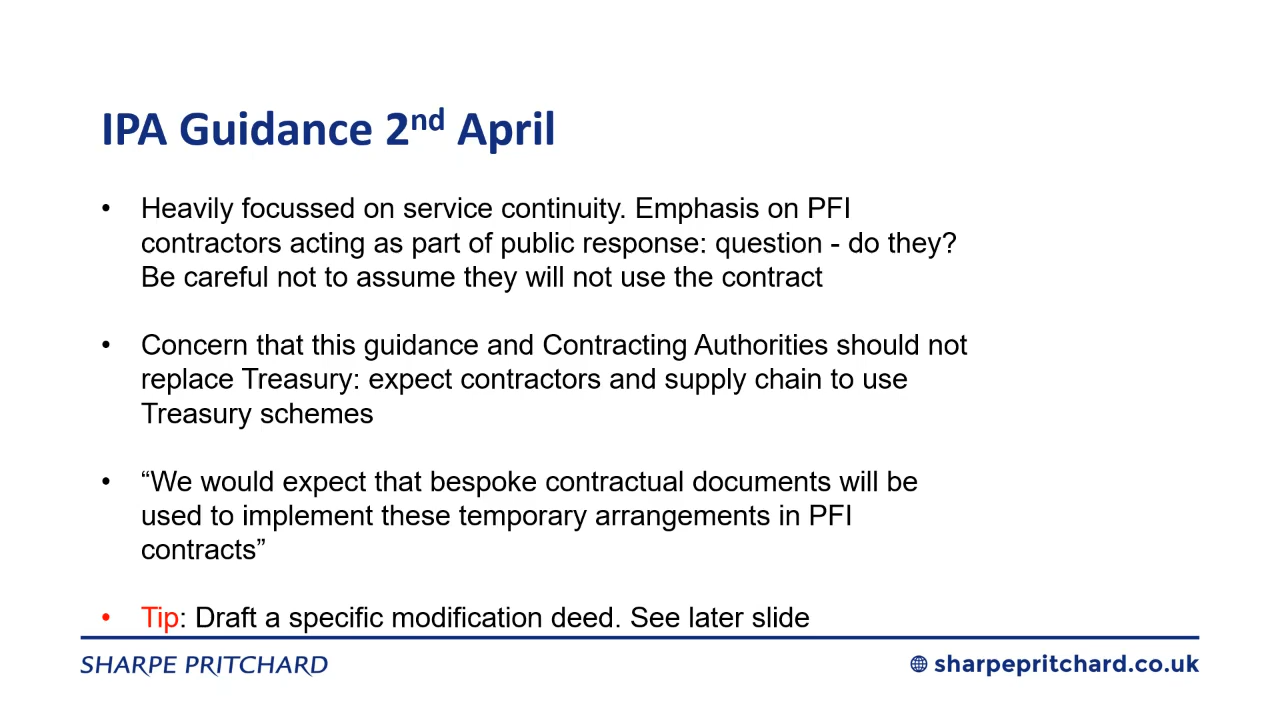 IPA Guidance 2nd April
• Heavily focussed on service continuity. Emphasis on PFI
contractors acting as part of public response: question - do they?
Be careful not to assume they will not use the contract
• Concern that this guidance and Contracting Authorities should not
replace Treasury: expect contractors and supply chain to use
Treasury schemes
• “We would expect that bespoke contractual documents will be
used to implement these temporary arrangements in PFI
contracts”
• Tip: Draft a specific modification deed. See later slide
SHARPE PRITCHARD
sharpepritchard.co.uk